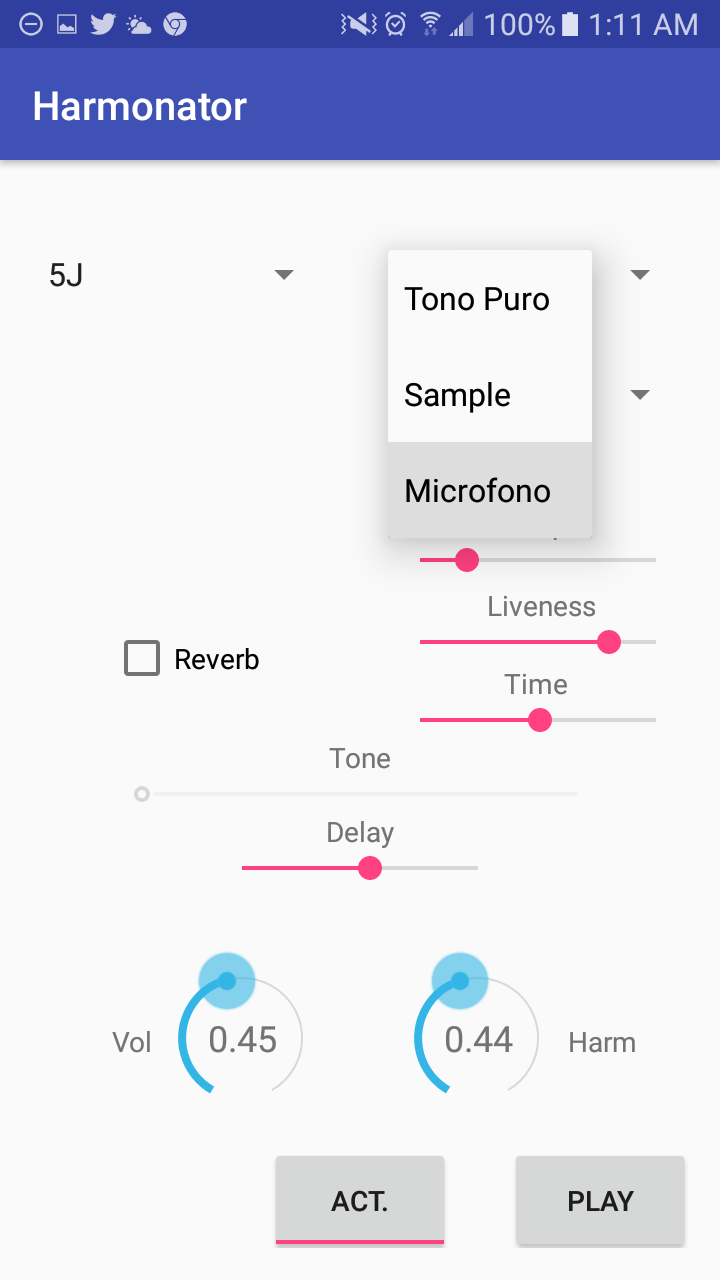 100% 1:11 AM
Harmonator
5J
Tono Puro
Sample
Microfono
Liveness
Reverb
Time
Tone
Delay
Vol
0.45
0.44
Harm
ACT.
PLAY